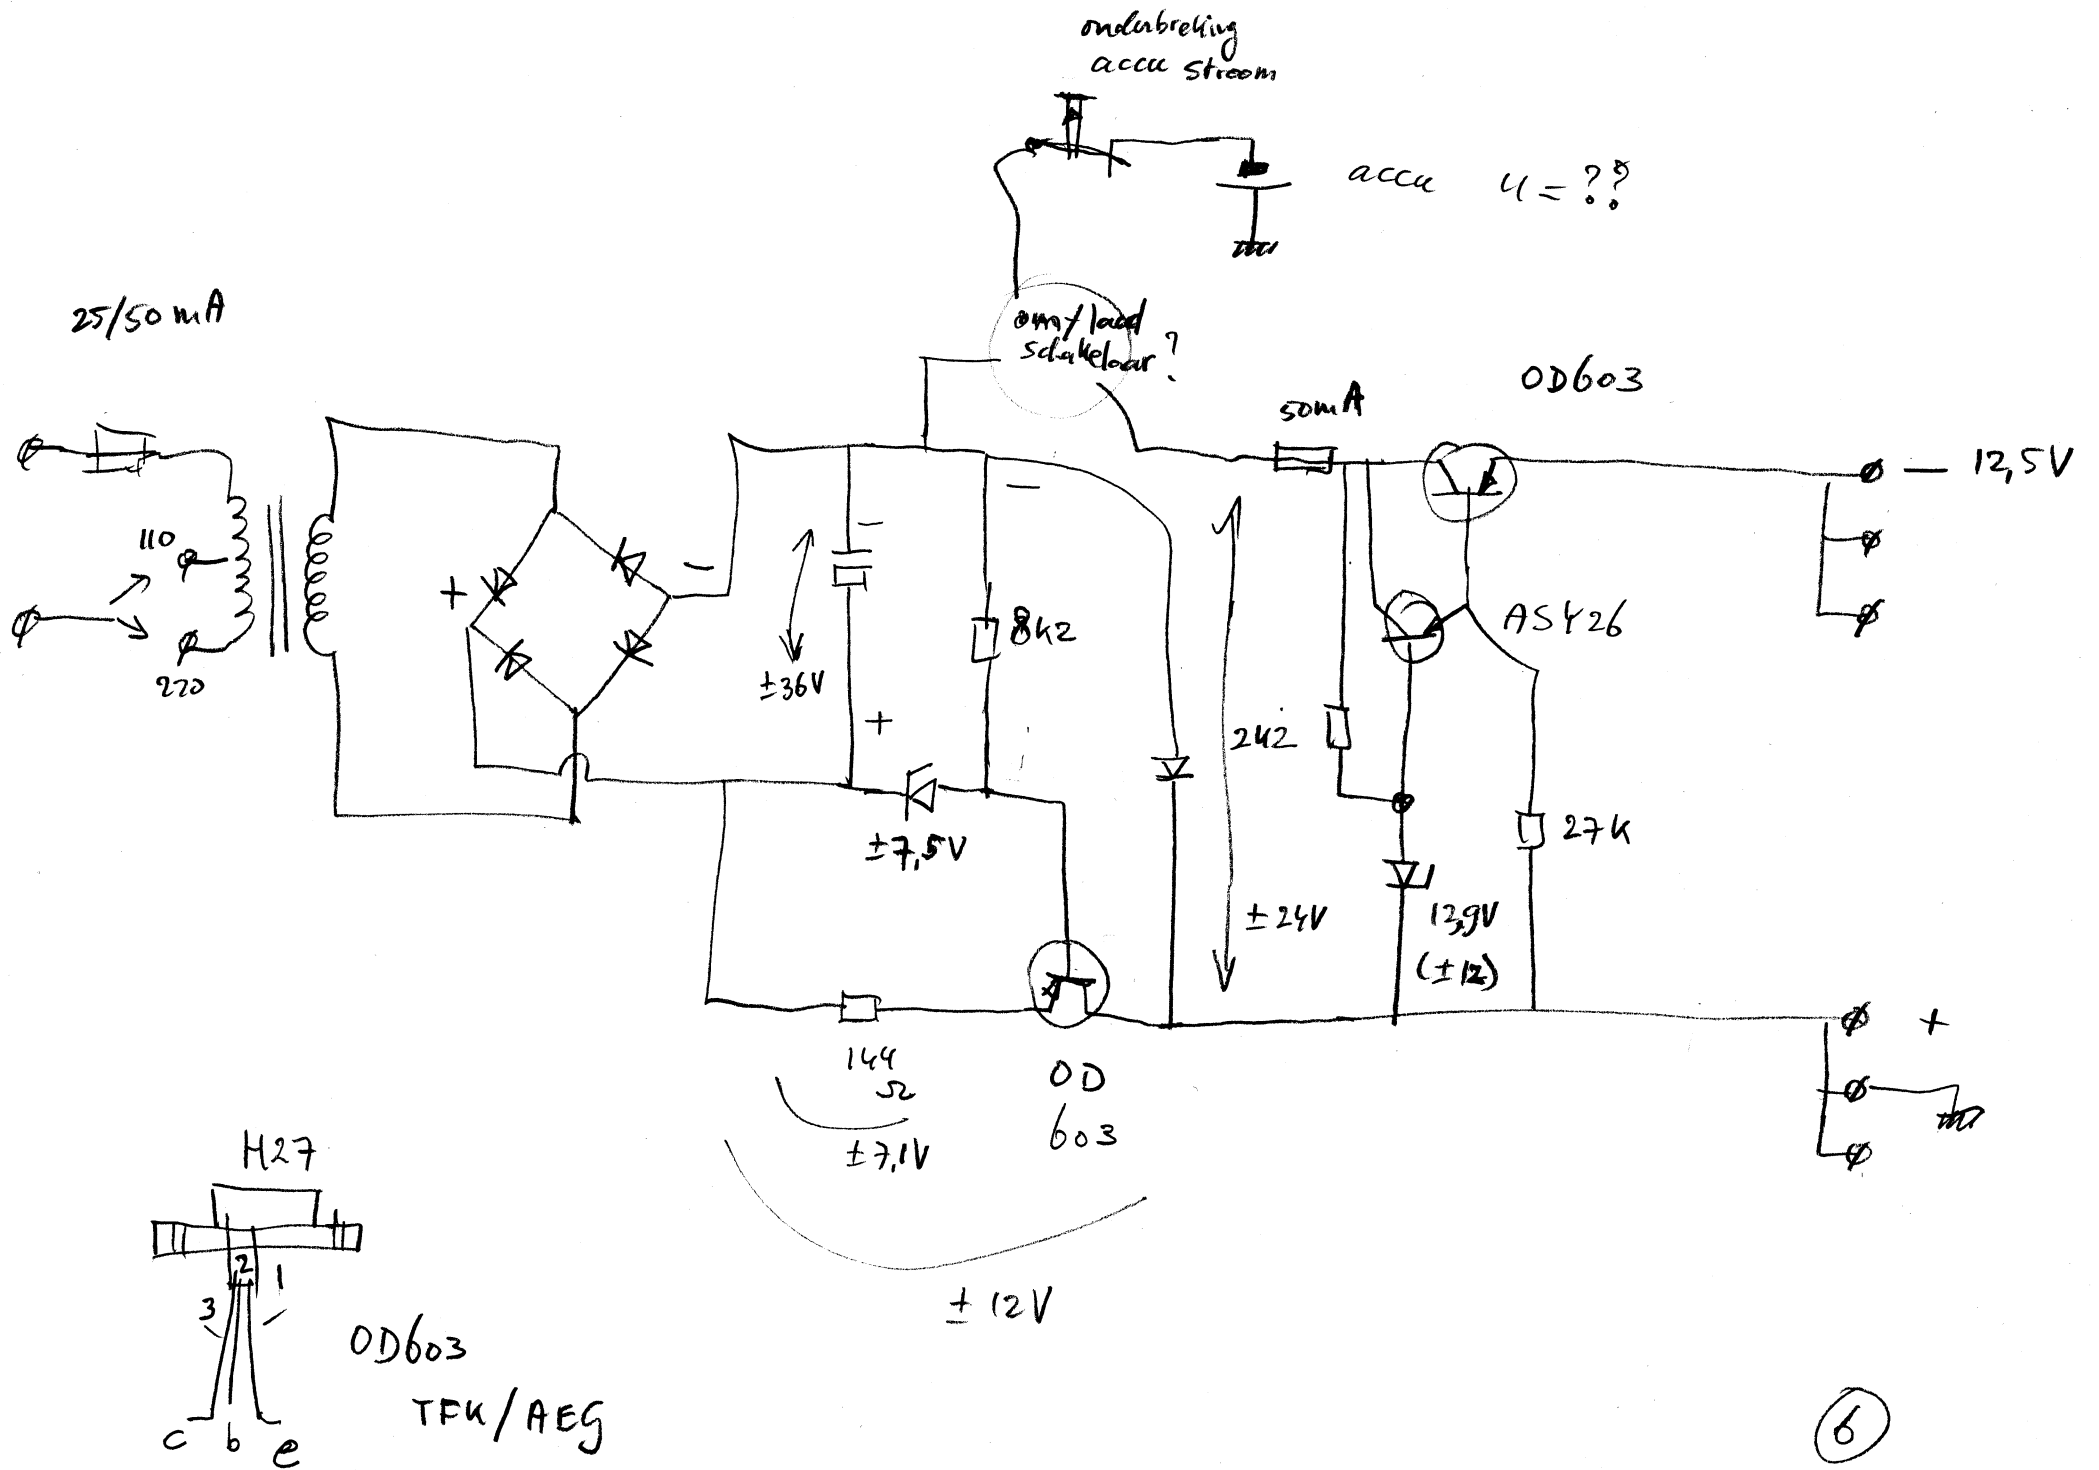 onderbreking
accu stroom
accu U = ??
25/50 mA
om/laad
schakelaar?
50mA
OD603
– 12,5V
110
220
+
–
–
±36V
+
8k2
–
±7,5V
2k2
±24V
ASY26
27k
13,9V
(±12)
144
Ω
±7,1V
OD
603
+
± 12V
H27
2
1
3
OD603
TFK/AEG
c b e
6